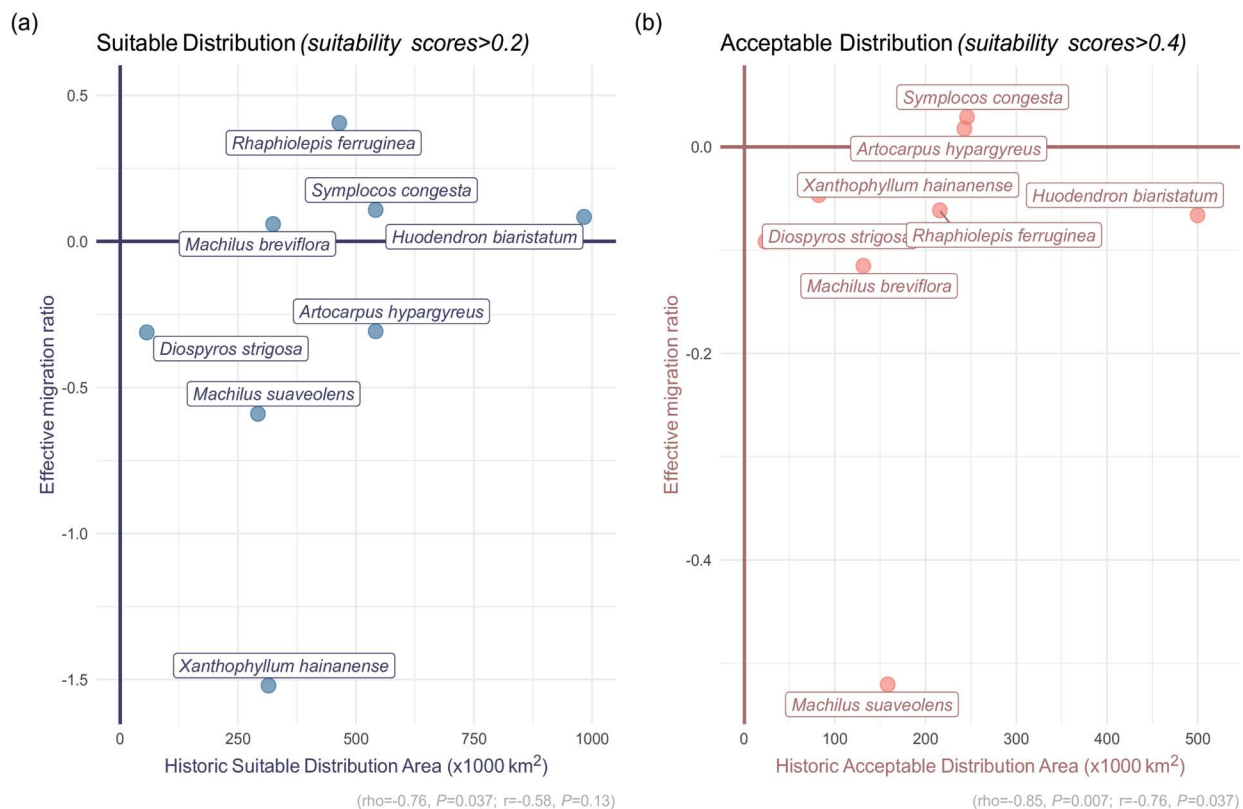 (a)
Suitable Distribution (suitability scores>0.2)
0.5
0.0
-0.5
-1.0
-1.5
Effective migration ratio
Rhaphiolepis ferruginea
Symplocos congesta
Machilus breviflora
Huodendron biaristatum
Artocarpus hypargyreus
Diospyros strigosa
Machilus suaveolens
Xanthophyllum hainanense
0 250 500 750 1000
Historic Suitable Distribution Area (x1000 km²)
(rho=-0.76, P=0.037; r=-0.58, P=0.13)
(b)
Acceptable Distribution (suitability scores>0.4)
0.0
-0.2
-0.4
Effective migration ratio
Symplocos congesta
Artocarpus hypargyreus
Xanthophyllum hainanense
Huodendron biaristatum
Diospyros strigosa
Rhaphiolepis ferruginea
Machilus breviflora
Machilus suaveolens
0 100 200 300 400 500
Historic Acceptable Distribution Area (x1000 km²)
(rho=-0.85, P=0.007; r=-0.76, P=0.037)